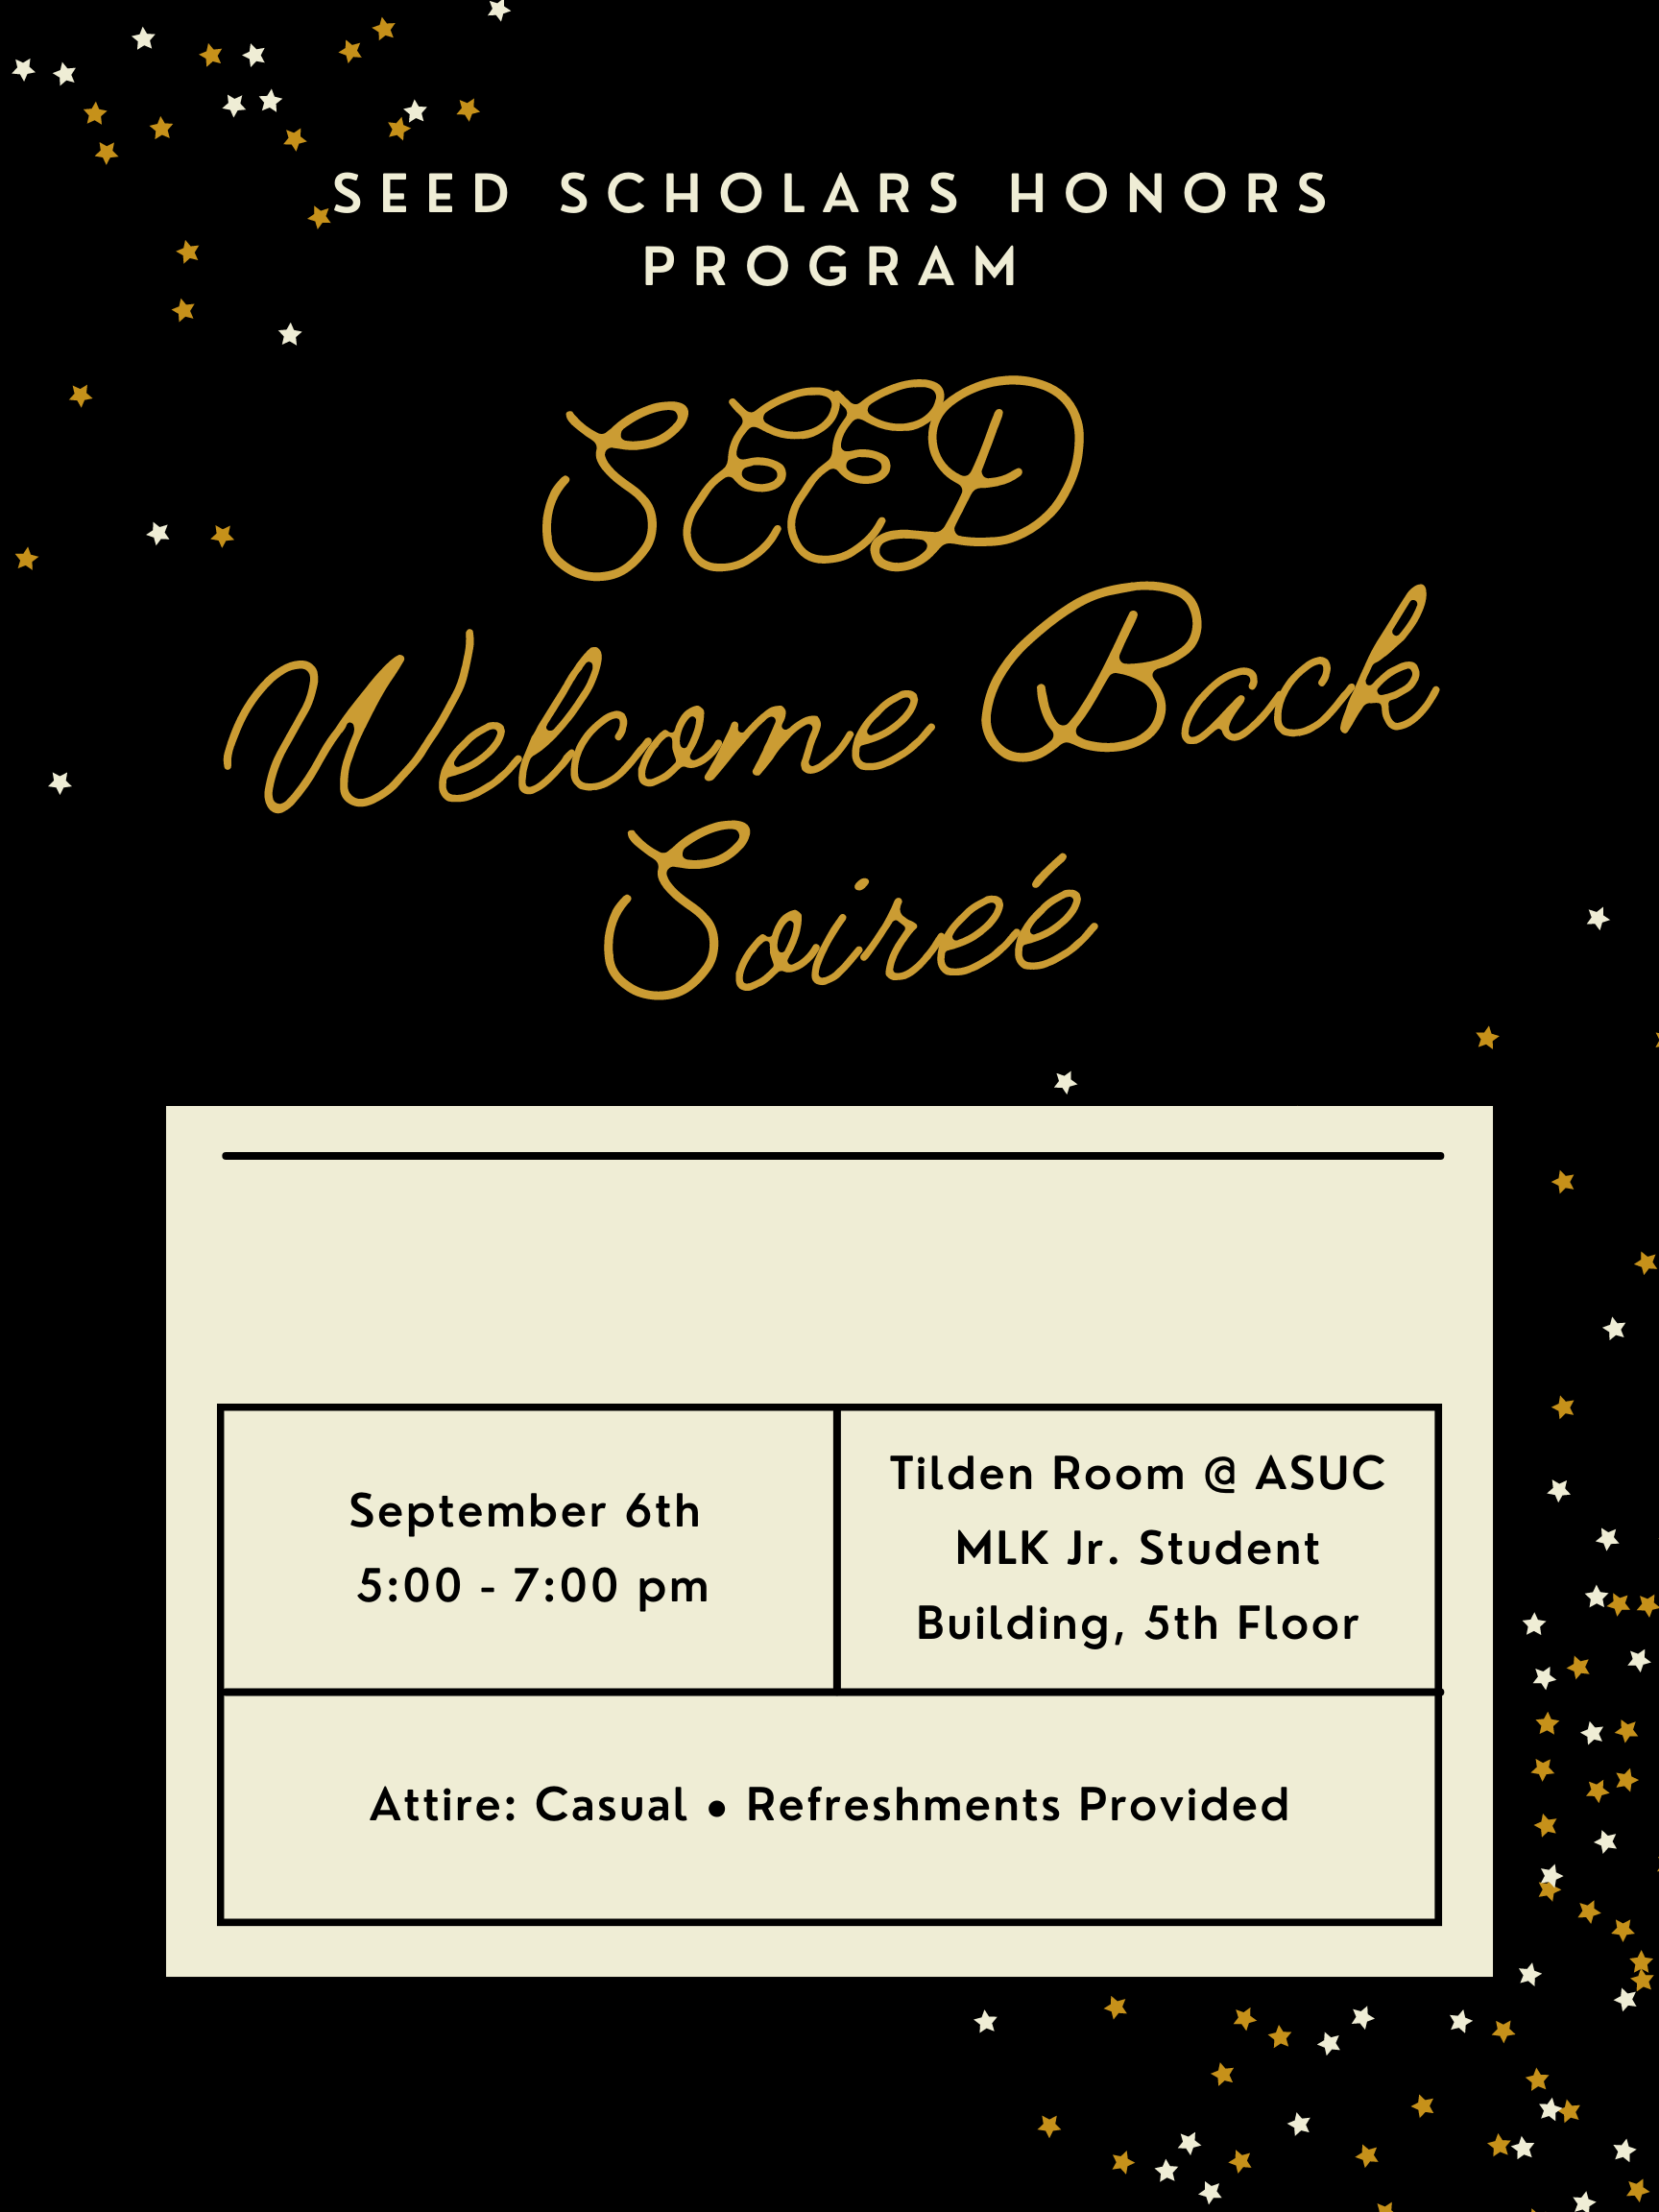 SEED SCHOLARS HONORS
PROGRAM
SEED
Welcome Back
Soireé
September 6th
5:00 - 7:00 pm
Tilden Room @ ASUC
MLK Jr. Student
Building, 5th Floor
Attire: Casual • Refreshments Provided